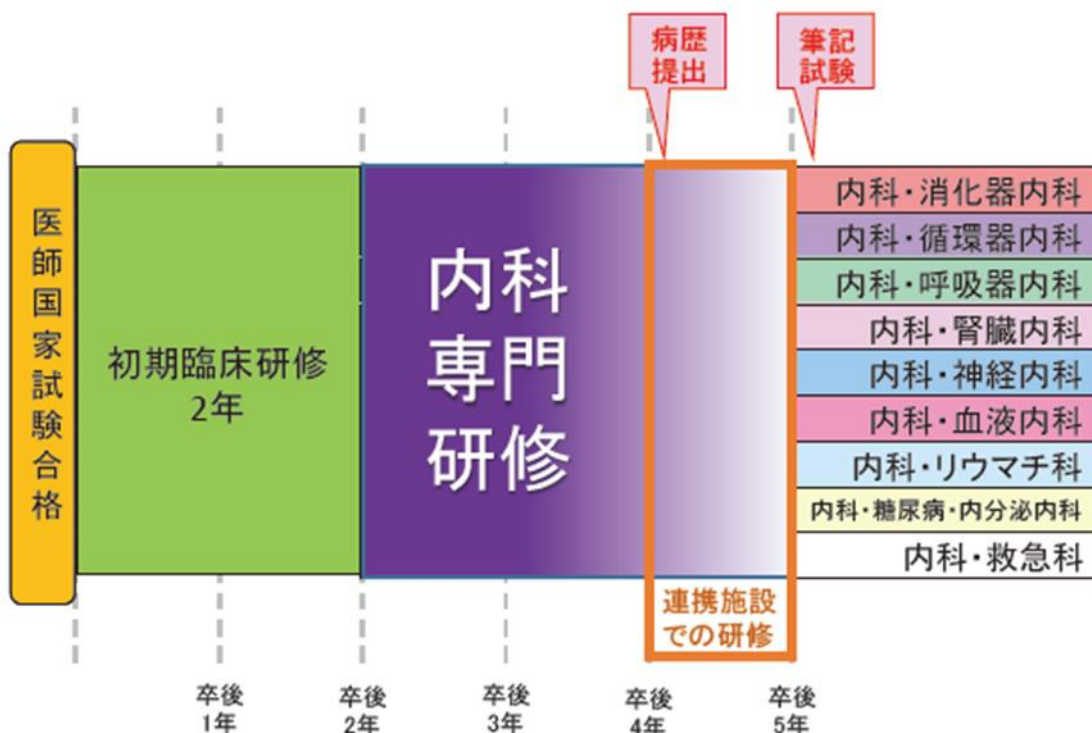 病歴
提出
筆記
試験
医師国家試験合格
初期臨床研修
2年
内科
専門
研修
内科・消化器内科
内科・循環器内科
内科・呼吸器内科
内科・腎臓内科
内科・神経内科
内科・血液内科
内科・リウマチ科
内科・糖尿病・内分泌内科
内科・救急科
連携施設
での研修
卒後
1年
卒後
2年
卒後
3年
卒後
4年
卒後
5年